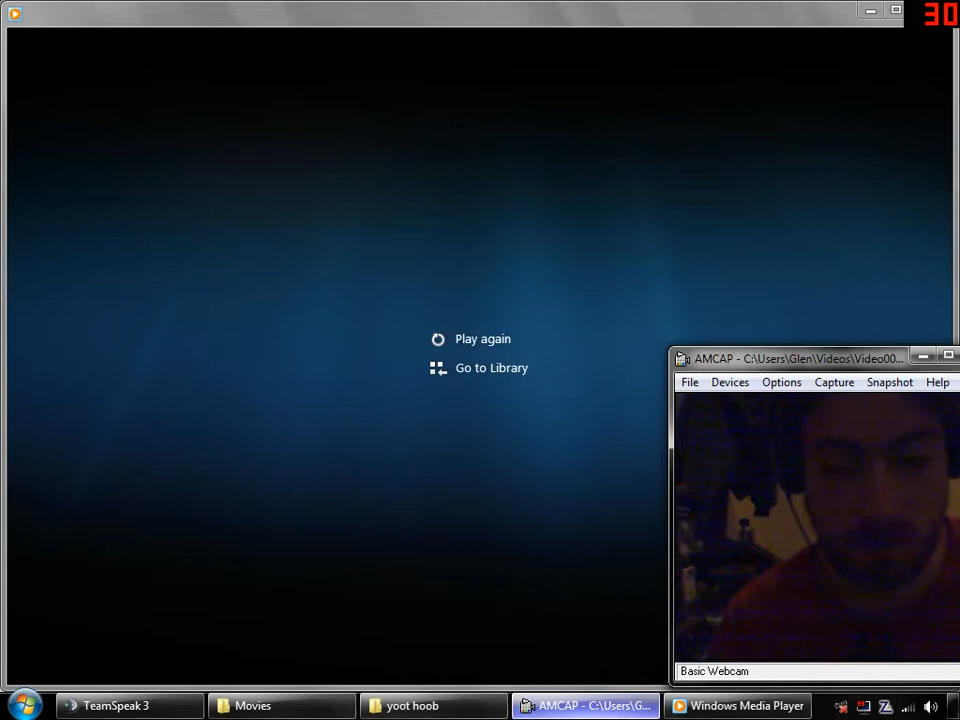 30
Play again
Go to Library
AMCAP - C:\Users\Glen\Videos\Video00...
File Devices Options Capture Snapshot Help
Basic Webcam
TeamSpeak 3 Movies yoot hoob AMCAP - C:\Users\G... Windows Media Player